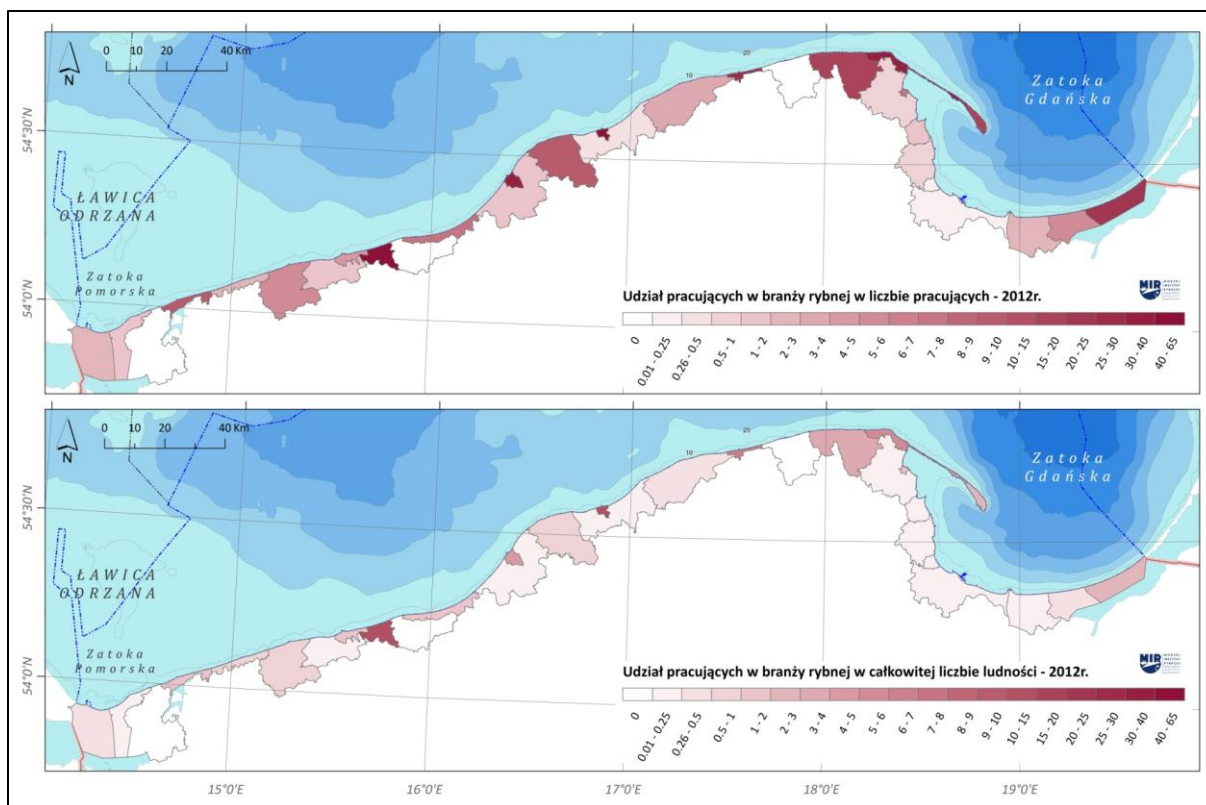 N
0 10 20 40 Km
20
10
Zatoka
Gdańska
54°30'N
ŁAWICA
ODRZANA
Zatoka
Pomorska
54°0'N
MIR
Udział pracujących w branży rybnej w liczbie pracujących - 2012r.
0
0.01 - 0.25
0.26 - 0.5
0.5 - 1
1 - 2
2 - 3
3 - 4
4 - 5
5 - 6
6 - 7
7 - 8
8 - 9
9 - 10
10 - 15
15 - 20
20 - 25
25 - 30
30 - 40
40 - 65
N
0 10 20 40 Km
20
10
Zatoka
Gdańska
54°30'N
ŁAWICA
ODRZANA
Zatoka
Pomorska
54°0'N
MIR
Udział pracujących w branży rybnej w całkowitej liczbie ludności - 2012r.
0
0.01 - 0.25
0.26 - 0.5
0.5 - 1
1 - 2
2 - 3
3 - 4
4 - 5
5 - 6
6 - 7
7 - 8
8 - 9
9 - 10
10 - 15
15 - 20
20 - 25
25 - 30
30 - 40
40 - 65
15°0'E 16°0'E 17°0'E 18°0'E 19°0'E